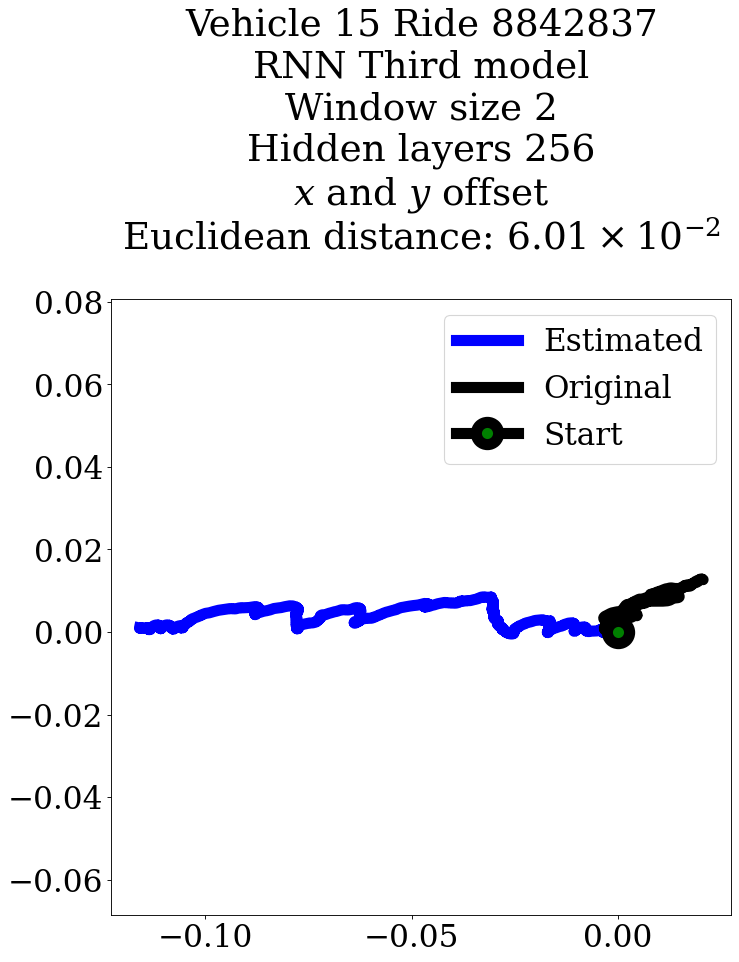 Vehicle 15 Ride 8842837
RNN Third model
Window size 2
Hidden layers 256
x and y offset
Euclidean distance: 6.01 × 10⁻²
Estimated
Original
Start
0.08
0.06
0.04
0.02
0.00
−0.02
−0.04
−0.06
−0.10
−0.05
0.00